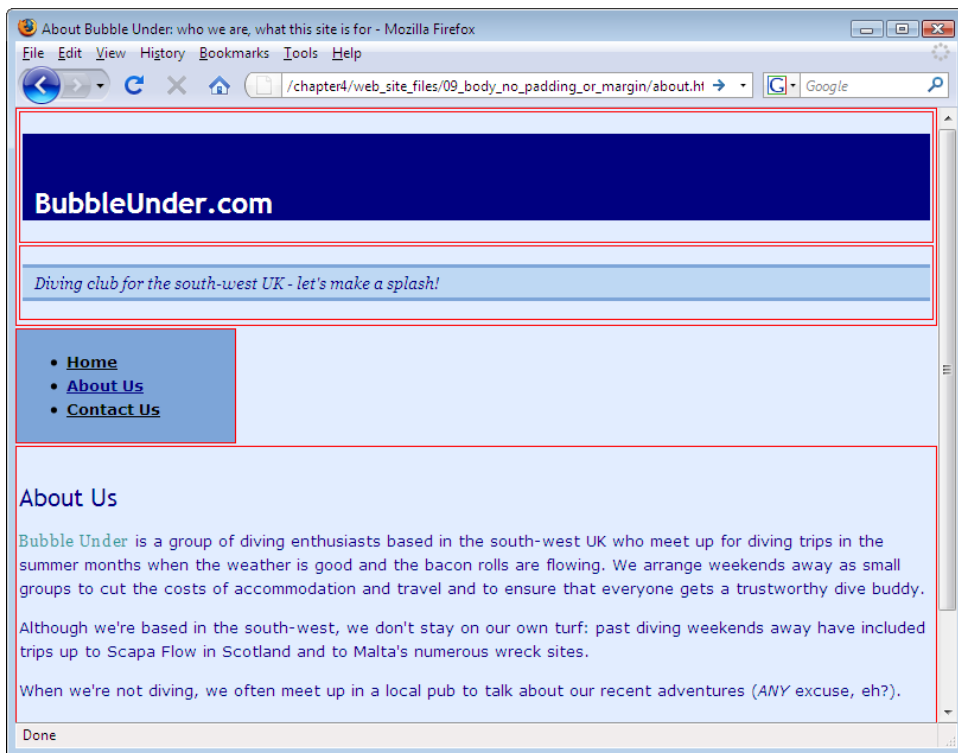 About Bubble Under: who we are, what this site is for - Mozilla Firefox
File Edit View History Bookmarks Tools Help
/chapter4/web_site_files/09_body_no_padding_or_margin/about.ht
G Google
BubbleUnder.com
Diving club for the south-west UK - let's make a splash!
Home
About Us
Contact Us
About Us
Bubble Under is a group of diving enthusiasts based in the south-west UK who meet up for diving trips in the
summer months when the weather is good and the bacon rolls are flowing. We arrange weekends away as small
groups to cut the costs of accommodation and travel and to ensure that everyone gets a trustworthy dive buddy.
Although we're based in the south-west, we don't stay on our own turf: past diving weekends away have included
trips up to Scapa Flow in Scotland and to Malta's numerous wreck sites.
When we're not diving, we often meet up in a local pub to talk about our recent adventures (ANY excuse, eh?).
Done